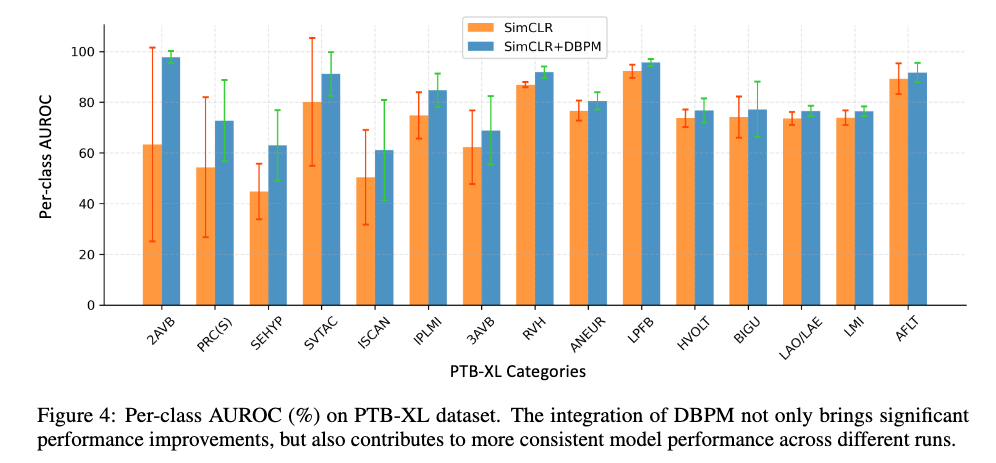 SimCLR
SimCLR+DBPM
Per-class AUROC
100
80
60
40
20
0
2AVB
PRC(S)
SEHYP
SVTAC
ISCAN
IPLMI
3AVB
RVH
ANEUR
LPFB
HVOLT
BIGU
LAO/LAE
LMI
AFLT
PTB-XL Categories
Figure 4: Per-class AUROC (%) on PTB-XL dataset. The integration of DBPM not only brings significant
performance improvements, but also contributes to more consistent model performance across different runs.